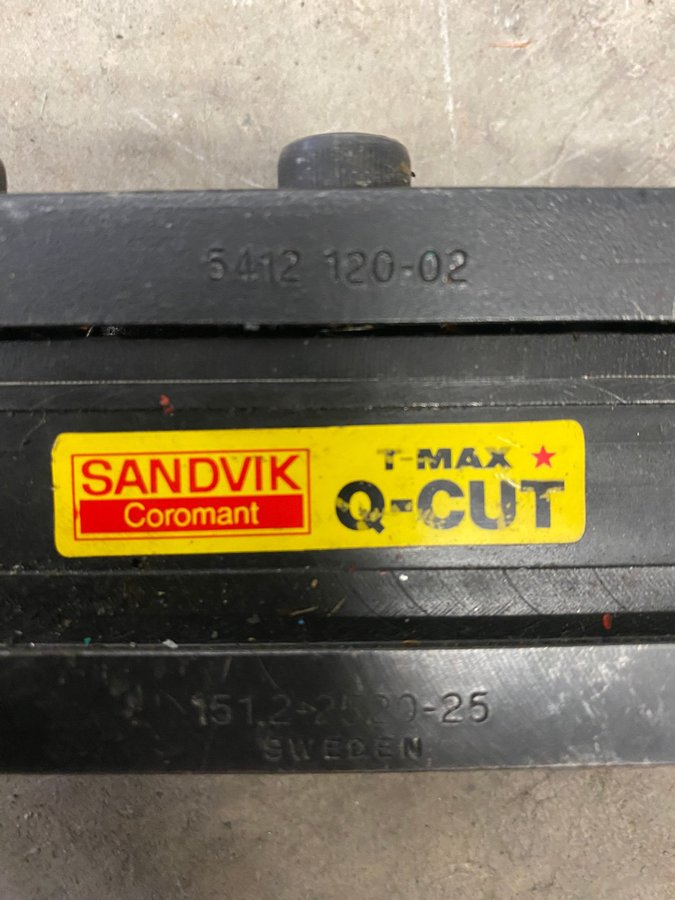 5412 120-02
SANDVIK
Coromant
T-MAX
Q-CUT
151.2-2520-25
SWEDEN